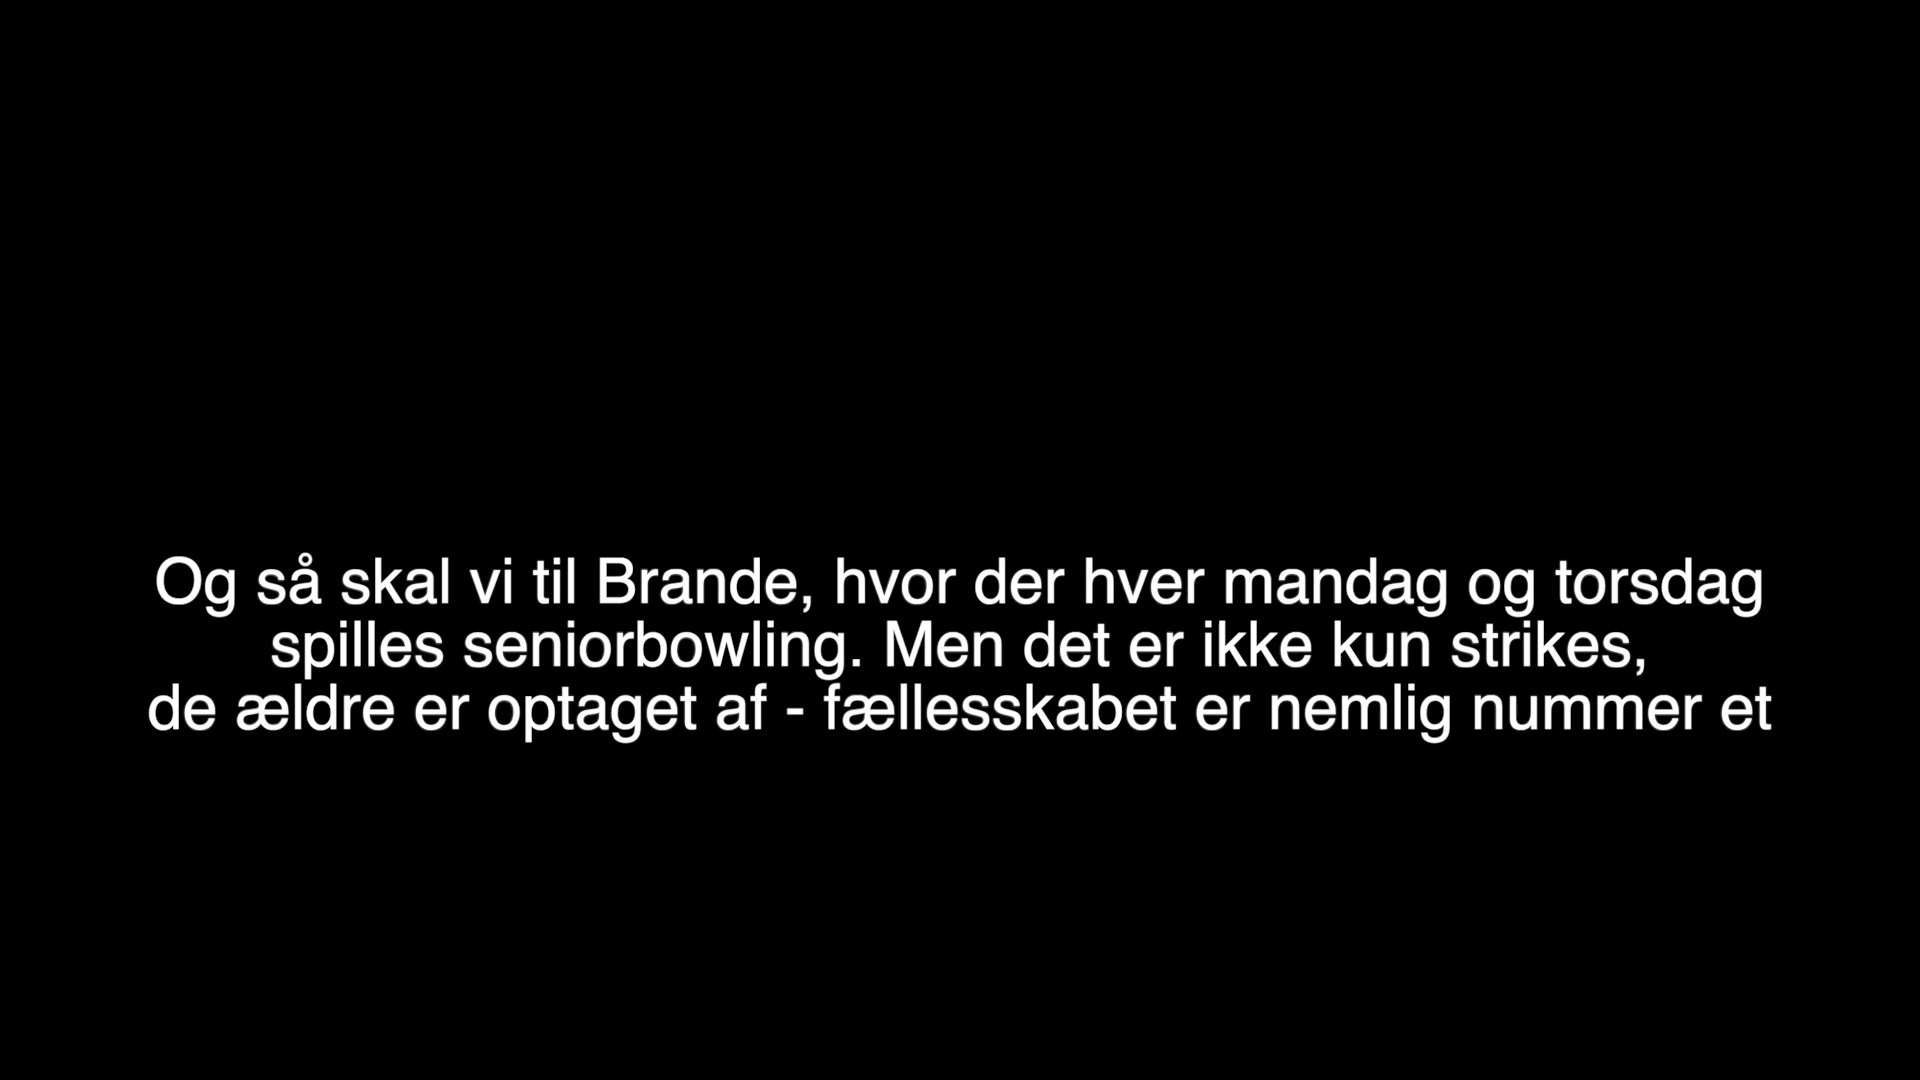 Og så skal vi til Brande, hvor der hver mandag og torsdag
spilles seniorbowling. Men det er ikke kun strikes,
de ældre er optaget af - fællesskabet er nemlig nummer et